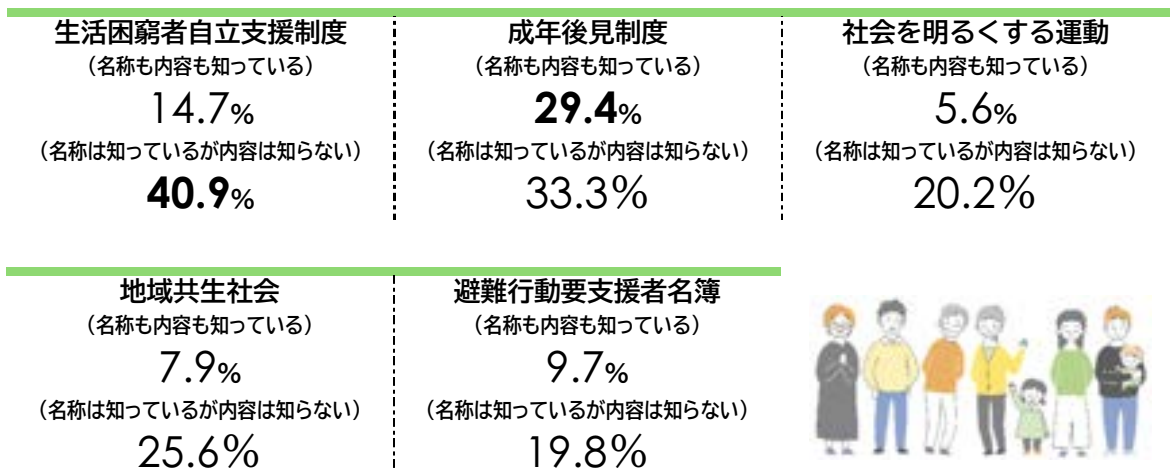 生活困窮者自立支援制度
（名称も内容も知っている）
14.7%
（名称は知っているが内容は知らない）
40.9%
成年後見制度
（名称も内容も知っている）
29.4%
（名称は知っているが内容は知らない）
33.3%
社会を明るくする運動
（名称も内容も知っている）
5.6%
（名称は知っているが内容は知らない）
20.2%
地域共生社会
（名称も内容も知っている）
7.9%
（名称は知っているが内容は知らない）
25.6%
避難行動要支援者名簿
（名称も内容も知っている）
9.7%
（名称は知っているが内容は知らない）
19.8%